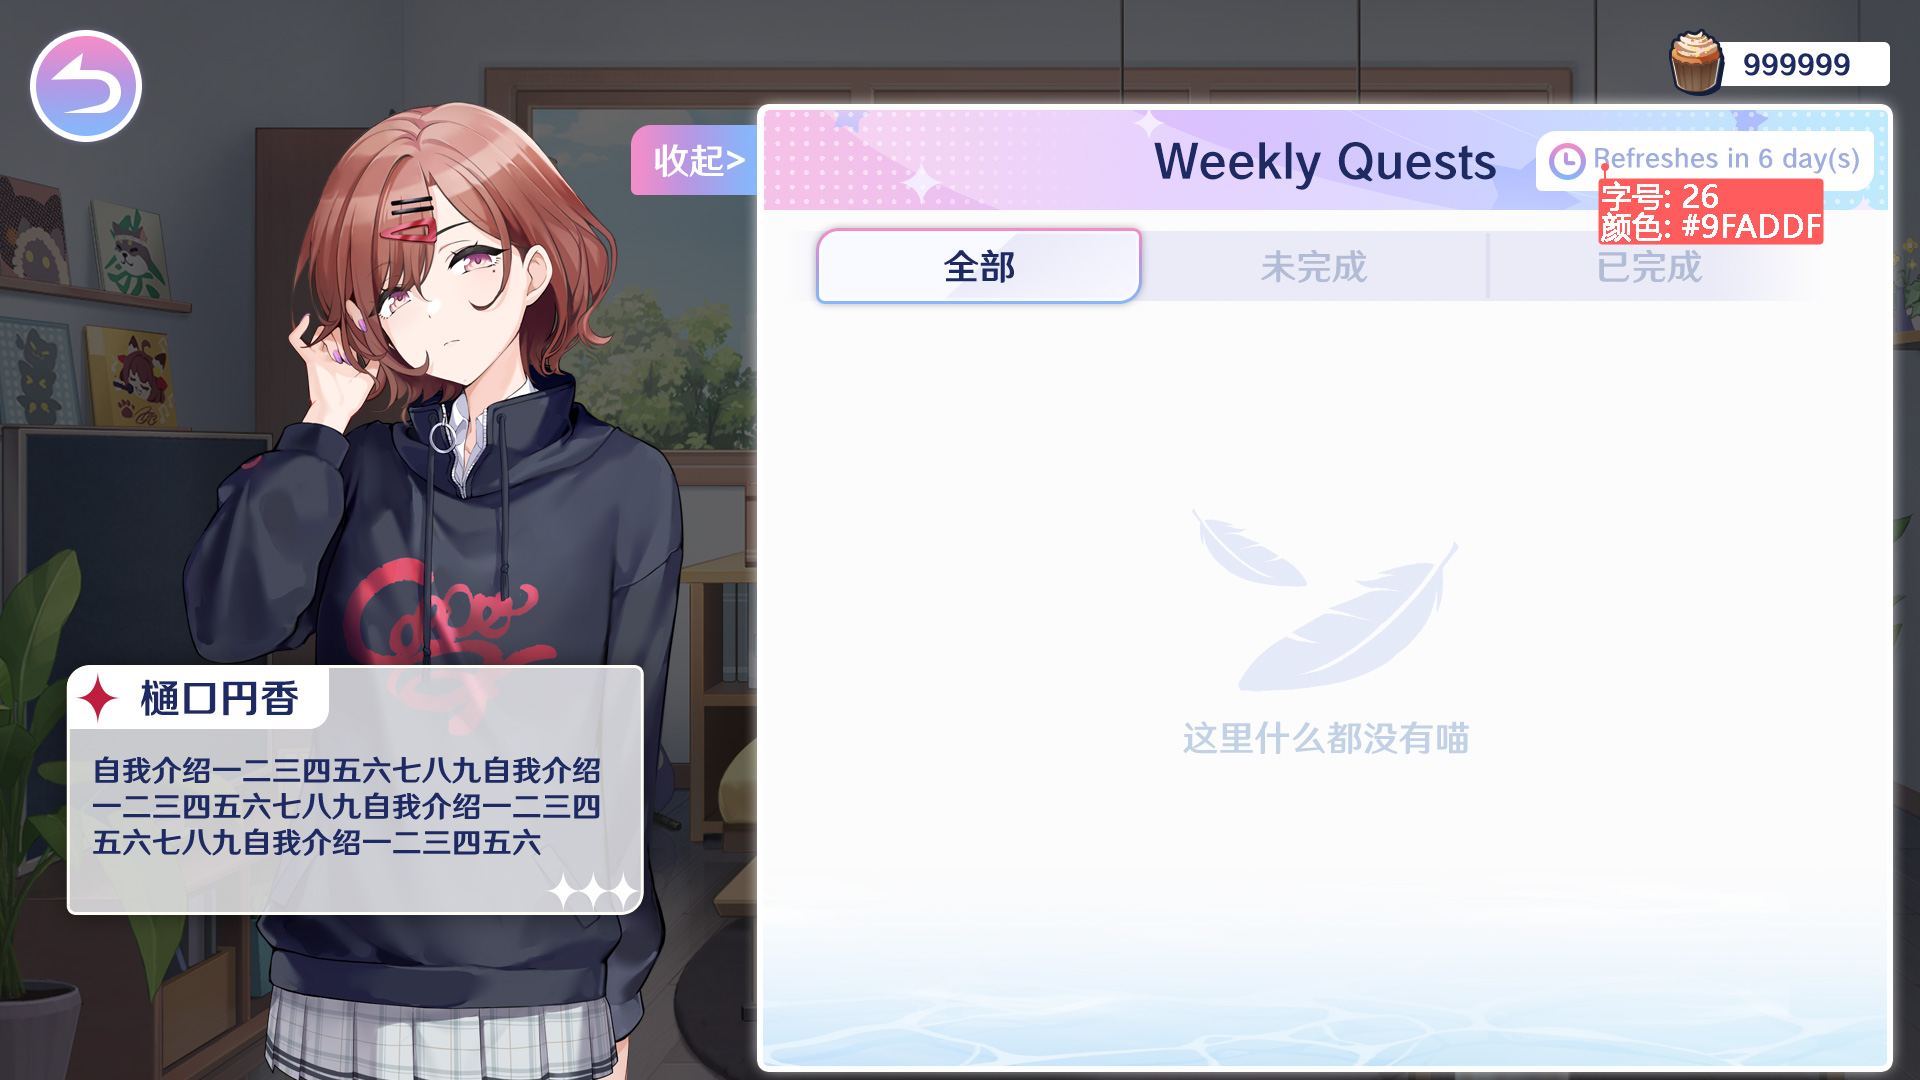 999999
收起>
Weekly Quests
Refreshes in 6 day(s)
字号: 26
颜色: #9FADDF
全部
未完成
已完成
这里什么都没有喵
樋口円香
自我介绍一二三四五六七八九自我介绍
一二三四五六七八九自我介绍一二三四
五六七八九自我介绍一二三四五六